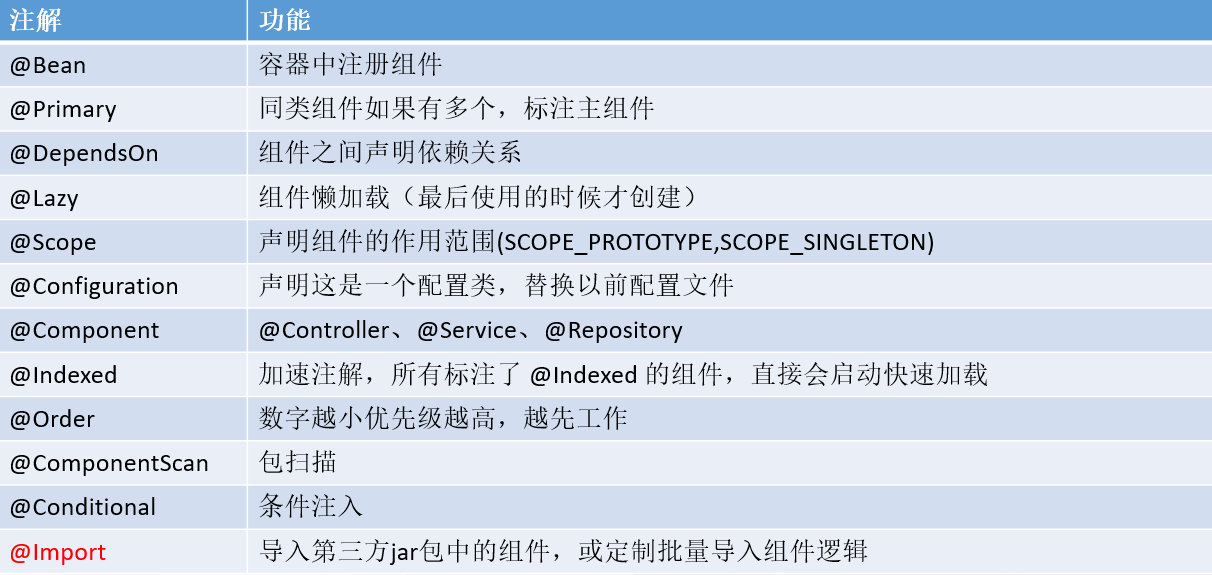 注解 功能
@Bean 容器中注册组件
@Primary 同类组件如果有多个，标注主组件
@DependsOn 组件之间声明依赖关系
@Lazy 组件懒加载（最后使用的时候才创建）
@Scope 声明组件的作用范围(SCOPE_PROTOTYPE,SCOPE_SINGLETON)
@Configuration 声明这是一个配置类，替换以前配置文件
@Component @Controller、@Service、@Repository
@Indexed 加速注解，所有标注了 @Indexed 的组件，直接会启动快速加载
@Order 数字越小优先级越高，越先工作
@ComponentScan 包扫描
@Conditional 条件注入
@Import 导入第三方jar包中的组件，或定制批量导入组件逻辑